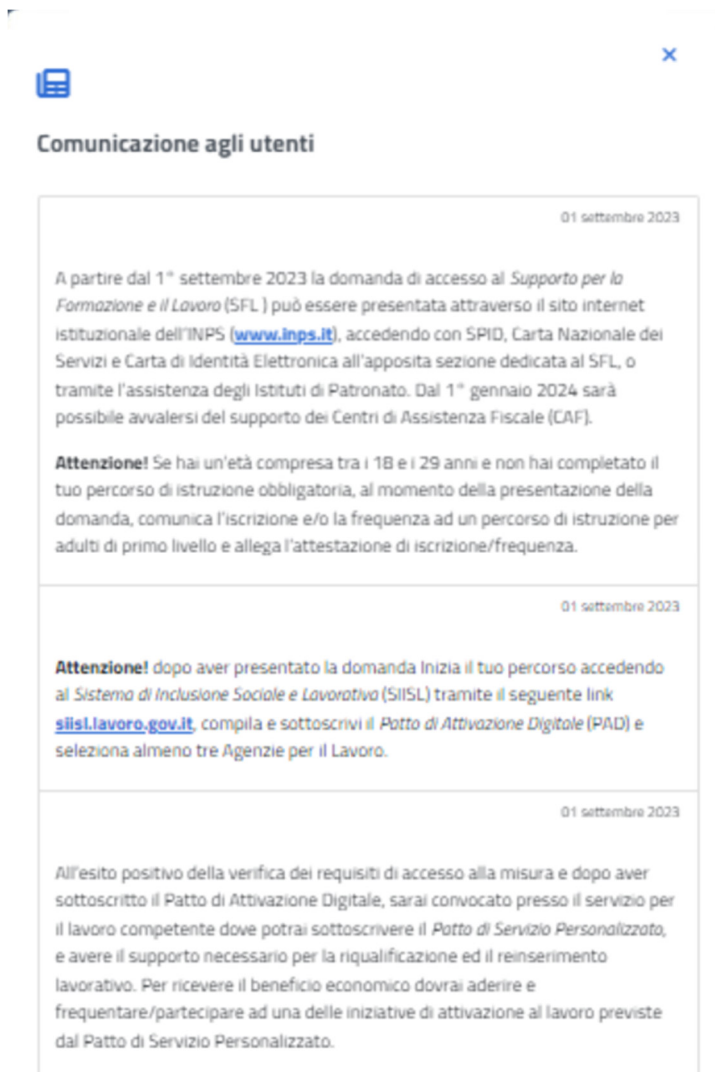 Comunicazione agli utenti
01 settembre 2023
A partire dal 1° settembre 2023 la domanda di accesso al Supporto per la
Formazione e il Lavoro (SFL ) può essere presentata attraverso il sito internet
istituzionale dell'INPS (www.inps.it), accedendo con SPID, Carta Nazionale dei
Servizi e Carta di Identità Elettronica all'apposita sezione dedicata al SFL, o
tramite l'assistenza degli Istituti di Patronato. Dal 1° gennaio 2024 sarà
possibile avvalersi del supporto dei Centri di Assistenza Fiscale (CAF).
Attenzione! Se hai un'età compresa tra i 18 e i 29 anni e non hai completato il
tuo percorso di istruzione obbligatoria, al momento della presentazione della
domanda, comunica l'iscrizione e/o la frequenza ad un percorso di istruzione per
adulti di primo livello e allega l'attestazione di iscrizione/frequenza.
01 settembre 2023
Attenzione! dopo aver presentato la domanda Inizia il tuo percorso accedendo
al Sistema di Inclusione Sociale e Lavorativa (SIISL) tramite il seguente link
siisl.lavoro.gov.it, compila e sottoscrivi il Patto di Attivazione Digitale (PAD) e
seleziona almeno tre Agenzie per il Lavoro.
01 settembre 2023
All'esito positivo della verifica dei requisiti di accesso alla misura e dopo aver
sottoscritto il Patto di Attivazione Digitale, sarai convocato presso il servizio per
il lavoro competente dove potrai sottoscrivere il Patto di Servizio Personalizzato,
e avere il supporto necessario per la riqualificazione ed il reinserimento
lavorativo. Per ricevere il beneficio economico dovrai aderire e
frequentare/partecipare ad una delle iniziative di attivazione al lavoro previste
dal Patto di Servizio Personalizzato.